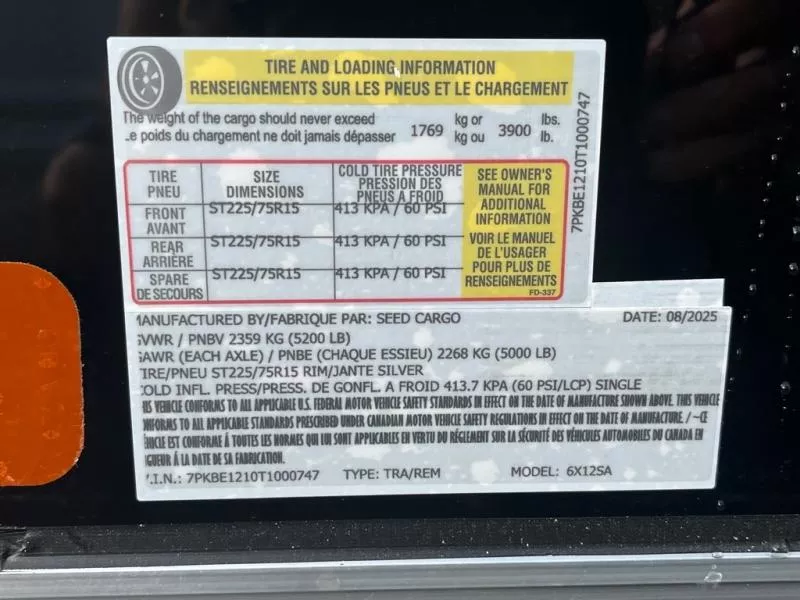 TIRE AND LOADING INFORMATION
RENSEIGNEMENTS SUR LES PNEUS ET LE CHARGEMENT
The weight of the cargo should never exceed 1769 kg or 3900 lbs.
Le poids du chargement ne doit jamais dépasser kg ou lb.
TIRE PNEU SIZE DIMENSIONS COLD TIRE PRESSURE PRESSION DES PNEUS A FROID
FRONT AVANT ST225/75R15 413 KPA / 60 PSI
REAR ARRIÈRE ST225/75R15 413 KPA / 60 PSI
SPARE DE SECOURS ST225/75R15 413 KPA / 60 PSI
SEE OWNER'S
MANUAL FOR
ADDITIONAL
INFORMATION
VOIR LE MANUEL
DE L'USAGER
POUR PLUS DE
RENSEIGNEMENTS
FD-337
7PKBE1210T1000747
MANUFACTURED BY/FABRIQUE PAR: SEED CARGO DATE: 08/2025
GVWR / PNBV 2359 KG (5200 LB)
GAWR (EACH AXLE) / PNBE (CHAQUE ESSIEU) 2268 KG (5000 LB)
TIRE/PNEU ST225/75R15 RIM/JANTE SILVER
COLD INFL. PRESS/PRESS. DE GONFL. A FROID 413.7 KPA (60 PSI/LCP) SINGLE
THIS VEHICLE CONFORMS TO ALL APPLICABLE U.S. FEDERAL MOTOR VEHICLE SAFETY STANDARDS IN EFFECT ON THE DATE OF MANUFACTURE SHOWN ABOVE. THIS VEHICLE
CONFORMS TO ALL APPLICABLE STANDARDS PRESCRIBED UNDER CANADIAN MOTOR VEHICLE SAFETY REGULATIONS IN EFFECT ON THE DATE OF MANUFACTURE. / -CE
VÉHICLE EST CONFORME À TOUTES LES NORMES QUI LUI SONT APPLICABLES EN VERTU DU RÉGLEMENT SUR LA SÉCURITÉ DES VÉHICULES AUTOMOBILES DU CANADA EN
VIGUEUR À LA DATE DE SA FABRICATION.
V.I.N.: 7PKBE1210T1000747 TYPE: TRA/REM MODEL: 6X12SA